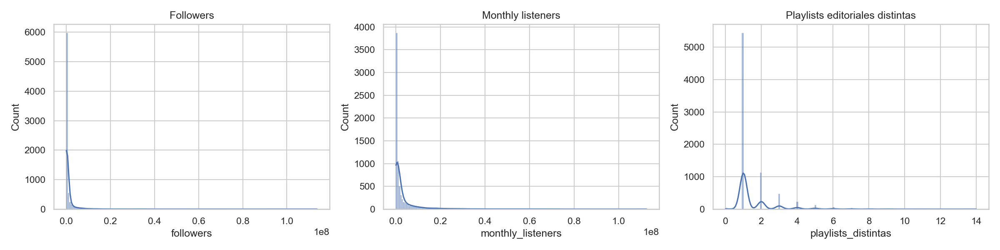 Followers
6000
5000
4000
3000
2000
1000
0
Count
0.0 0.2 0.4 0.6 0.8 1.0
1e8
followers
Monthly listeners
4000
3500
3000
2500
2000
1500
1000
500
0
Count
0.0 0.2 0.4 0.6 0.8 1.0
1e8
monthly_listeners
Playlists editoriales distintas
5000
4000
3000
2000
1000
0
Count
0 2 4 6 8 10 12 14
playlists_distintas